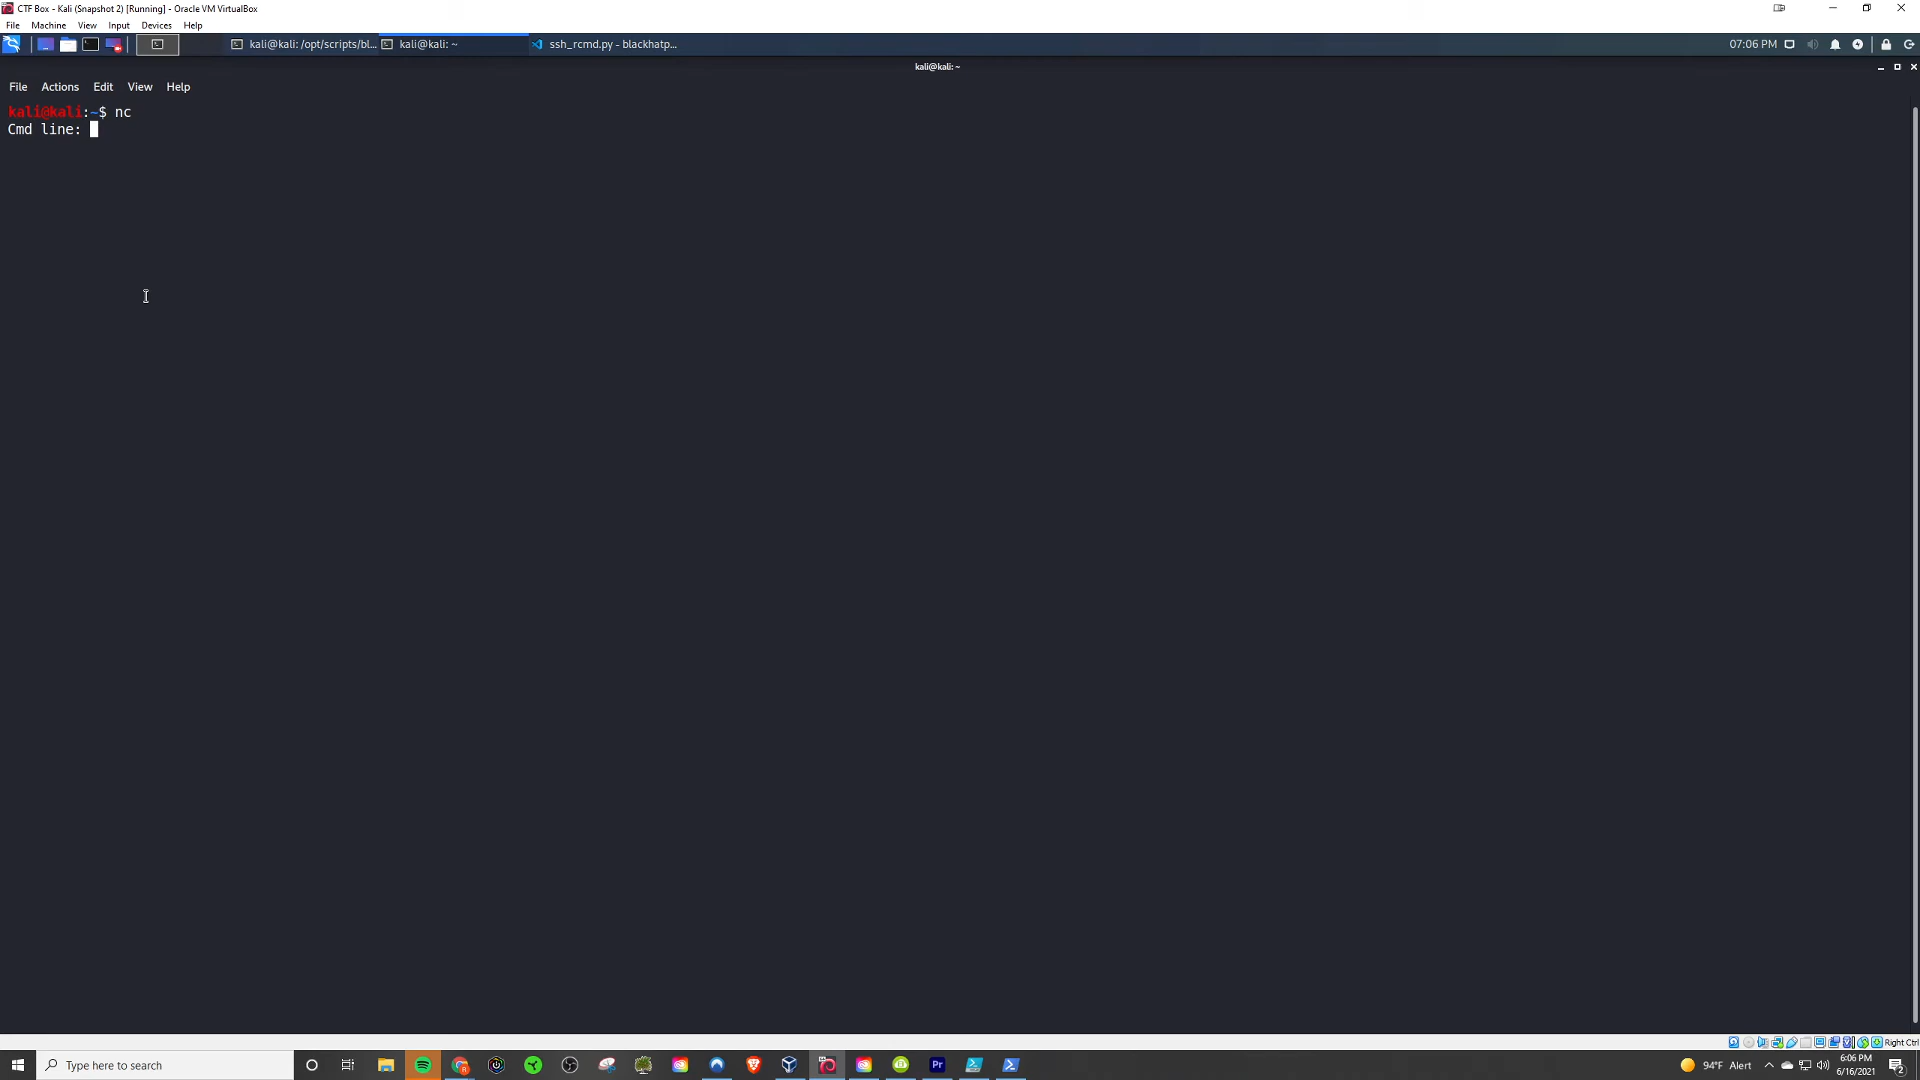 CTF Box - Kali (Snapshot 2) [Running] - Oracle VM VirtualBox
File Machine View Input Devices Help
kali@kali: /opt/scripts/bl... kali@kali: ~ ssh_rcmd.py - blackhatp... 07:06 PM
kali@kali: ~
File Actions Edit View Help
kali@kali:~$ nc
Cmd line:
Right Ctrl
Type here to search
Pr
94°F Alert
6:06 PM
6/16/2021
2